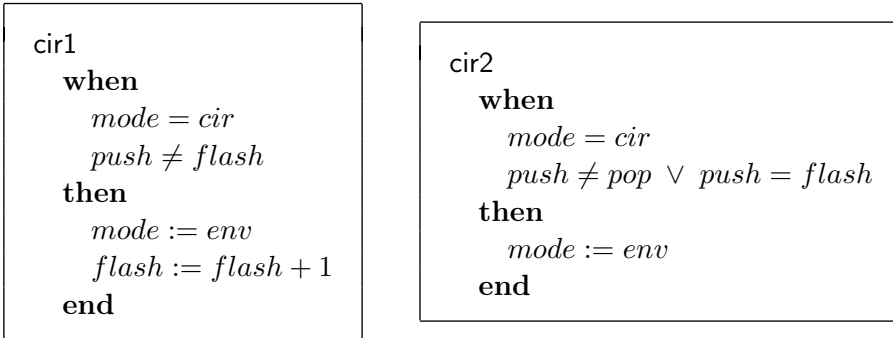 cir1
when
mode = cir
push ≠ flash
then
mode := env
flash := flash + 1
end
cir2
when
mode = cir
push ≠ pop ∨ push = flash
then
mode := env
end